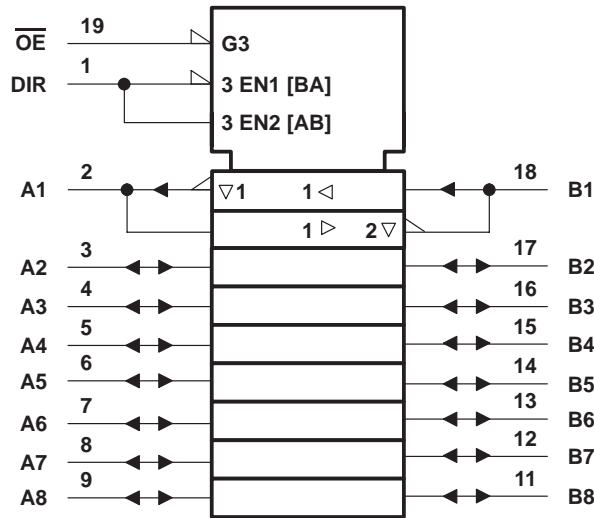 OE 19 G3
DIR 1 3 EN1 [BA]
3 EN2 [AB]
A1 2 ▽1 1 ◁ 18 B1
1 ▷ 2 ▽
A2 3 17 B2
A3 4 16 B3
A4 5 15 B4
A5 6 14 B5
A6 7 13 B6
A7 8 12 B7
A8 9 11 B8